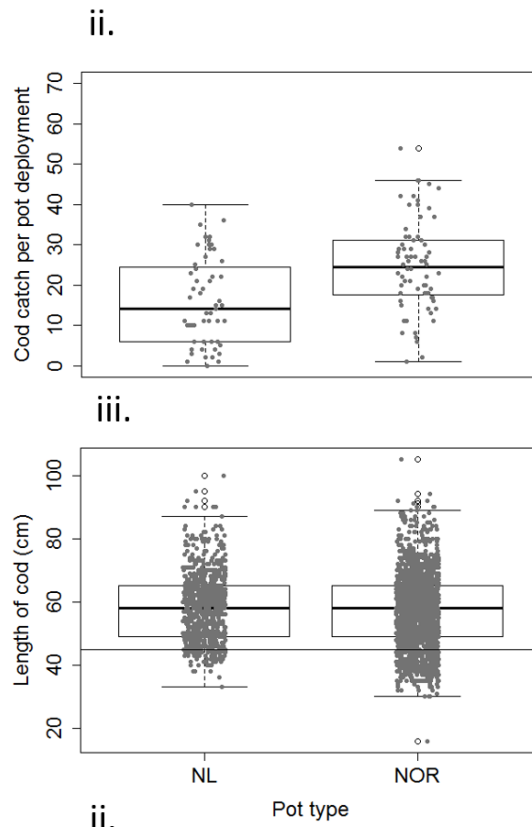 ii.
Cod catch per pot deployment
70
60
50
40
30
20
10
0
iii.
Length of cod (cm)
100
80
60
40
20
NL NOR
Pot type
ii.